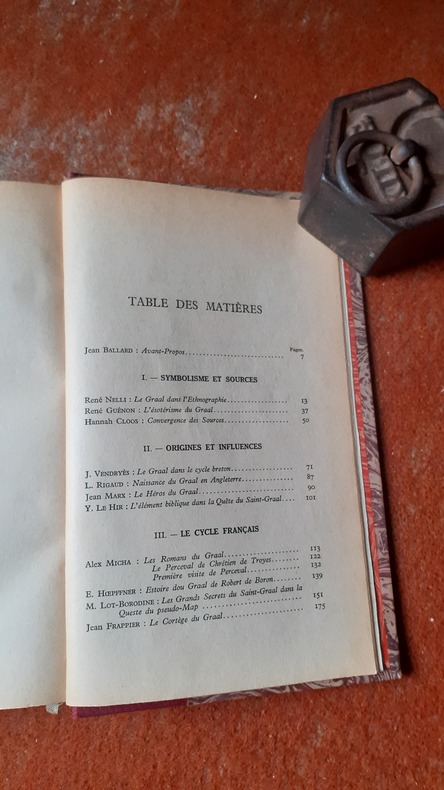 TABLE DES MATIÈRES
Pages.
Jean BALLARD : Avant-Propos............................ 7
I. — SYMBOLISME ET SOURCES
René NELLI : Le Graal dans l'Ethnographie.................. 13
René GUÉNON : L'ésotérisme du Graal.................... 37
Hannah CLOOS : Convergence des Sources.................. 50
II. — ORIGINES ET INFLUENCES
J. VENDRYÈS : Le Graal dans le cycle breton................ 71
L. RIGAUD : Naissance du Graal en Angleterre.............. 87
Jean MARX : Le Héros du Graal.......................... 90
Y. LE HIR : L'élément biblique dans la Quête du Saint-Graal.... 101
III. — LE CYCLE FRANÇAIS
Alex MICHA : Les Romans du Graal...................... 113
Le Perceval de Chrétien de Troyes........ 122
Première visite de Perceval.............. 132
E. HŒPFFNER : Estoire dou Graal de Robert de Boron........ 139
M. LOT-BORODINE : Les Grands Secrets du Saint-Graal dans la
Queste du pseudo-Map ........................ 151
Jean FRAPPIER : Le Cortège du Graal...................... 175